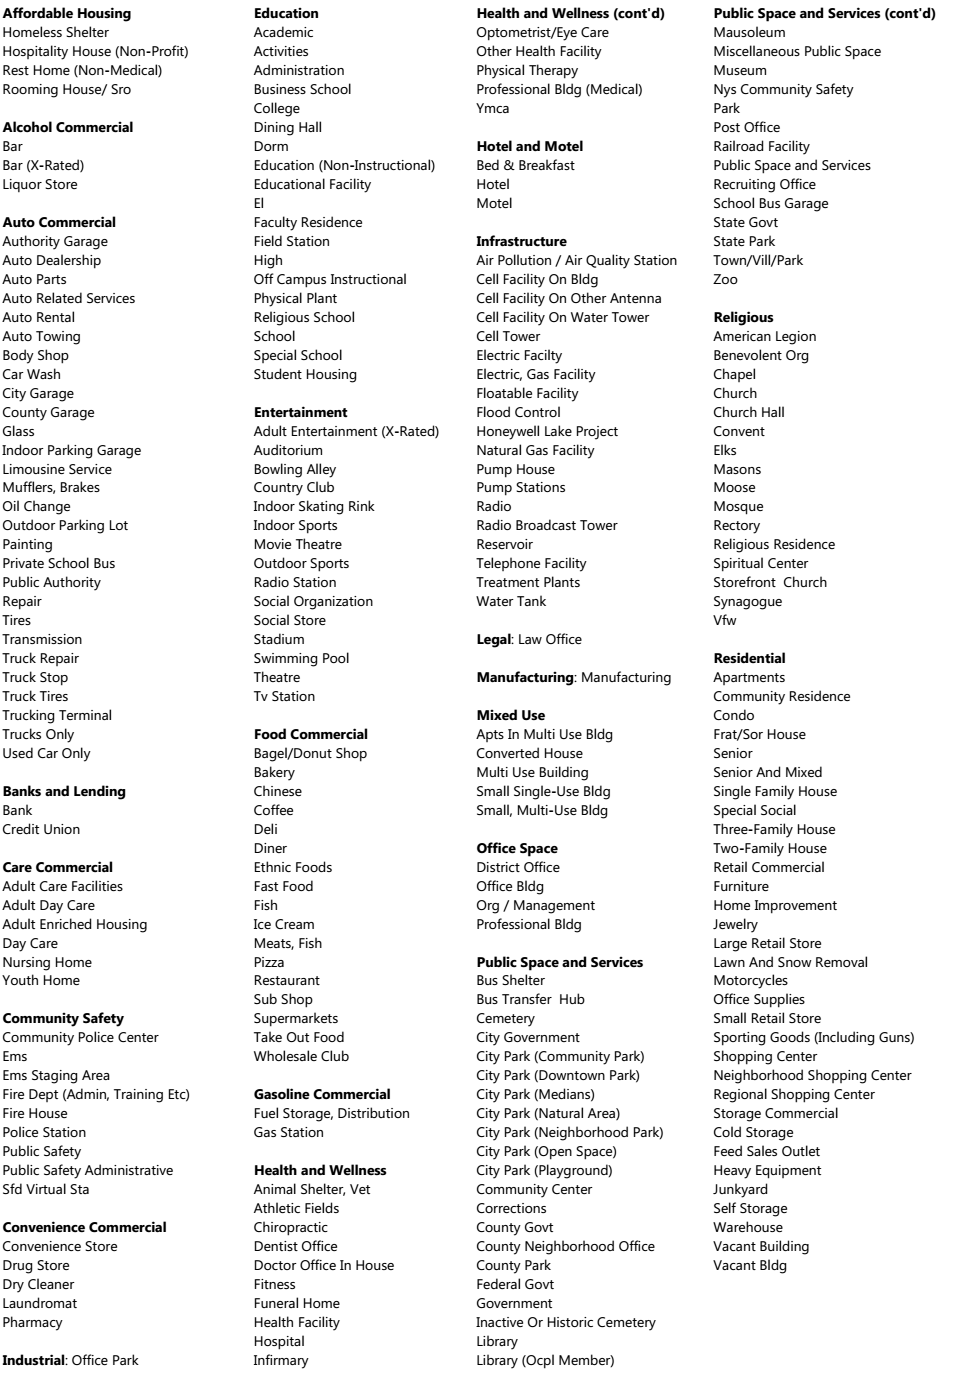 Affordable Housing
Homeless Shelter
Hospitality House (Non-Profit)
Rest Home (Non-Medical)
Rooming House/ Sro
Alcohol Commercial
Bar
Bar (X-Rated)
Liquor Store
Auto Commercial
Authority Garage
Auto Dealership
Auto Parts
Auto Related Services
Auto Rental
Auto Towing
Body Shop
Car Wash
City Garage
County Garage
Glass
Indoor Parking Garage
Limousine Service
Mufflers, Brakes
Oil Change
Outdoor Parking Lot
Painting
Private School Bus
Public Authority
Repair
Tires
Transmission
Truck Repair
Truck Stop
Truck Tires
Trucking Terminal
Trucks Only
Used Car Only
Banks and Lending
Bank
Credit Union
Care Commercial
Adult Care Facilities
Adult Day Care
Adult Enriched Housing
Day Care
Nursing Home
Youth Home
Community Safety
Community Police Center
Ems
Ems Staging Area
Fire Dept (Admin, Training Etc)
Fire House
Police Station
Public Safety
Public Safety Administrative
Sfd Virtual Sta
Convenience Commercial
Convenience Store
Drug Store
Dry Cleaner
Laundromat
Pharmacy
Industrial: Office Park
Education
Academic
Activities
Administration
Business School
College
Dining Hall
Dorm
Education (Non-Instructional)
Educational Facility
El
Faculty Residence
Field Station
High
Off Campus Instructional
Physical Plant
Religious School
School
Special School
Student Housing
Entertainment
Adult Entertainment (X-Rated)
Auditorium
Bowling Alley
Country Club
Indoor Skating Rink
Indoor Sports
Movie Theatre
Outdoor Sports
Radio Station
Social Organization
Social Store
Stadium
Swimming Pool
Theatre
Tv Station
Food Commercial
Bagel/Donut Shop
Bakery
Chinese
Coffee
Deli
Diner
Ethnic Foods
Fast Food
Fish
Ice Cream
Meats, Fish
Pizza
Restaurant
Sub Shop
Supermarkets
Take Out Food
Wholesale Club
Gasoline Commercial
Fuel Storage, Distribution
Gas Station
Health and Wellness
Animal Shelter, Vet
Athletic Fields
Chiropractic
Dentist Office
Doctor Office In House
Fitness
Funeral Home
Health Facility
Hospital
Infirmary
Health and Wellness (cont'd)
Optometrist/Eye Care
Other Health Facility
Physical Therapy
Professional Bldg (Medical)
Ymca
Hotel and Motel
Bed & Breakfast
Hotel
Motel
Infrastructure
Air Pollution / Air Quality Station
Cell Facility On Bldg
Cell Facility On Other Antenna
Cell Facility On Water Tower
Cell Tower
Electric Facilty
Electric, Gas Facility
Floatable Facility
Flood Control
Honeywell Lake Project
Natural Gas Facility
Pump House
Pump Stations
Radio
Radio Broadcast Tower
Reservoir
Telephone Facility
Treatment Plants
Water Tank
Legal: Law Office
Manufacturing: Manufacturing
Mixed Use
Apts In Multi Use Bldg
Converted House
Multi Use Building
Small Single-Use Bldg
Small, Multi-Use Bldg
Office Space
District Office
Office Bldg
Org / Management
Professional Bldg
Public Space and Services
Bus Shelter
Bus Transfer Hub
Cemetery
City Government
City Park (Community Park)
City Park (Downtown Park)
City Park (Medians)
City Park (Natural Area)
City Park (Neighborhood Park)
City Park (Open Space)
City Park (Playground)
Community Center
Corrections
County Govt
County Neighborhood Office
County Park
Federal Govt
Government
Inactive Or Historic Cemetery
Library
Library (Ocpl Member)
Public Space and Services (cont'd)
Mausoleum
Miscellaneous Public Space
Museum
Nys Community Safety
Park
Post Office
Railroad Facility
Public Space and Services
Recruiting Office
School Bus Garage
State Govt
State Park
Town/Vill/Park
Zoo
Religious
American Legion
Benevolent Org
Chapel
Church
Church Hall
Convent
Elks
Masons
Moose
Mosque
Rectory
Religious Residence
Spiritual Center
Storefront Church
Synagogue
Vfw
Residential
Apartments
Community Residence
Condo
Frat/Sor House
Senior
Senior And Mixed
Single Family House
Special Social
Three-Family House
Two-Family House
Retail Commercial
Furniture
Home Improvement
Jewelry
Large Retail Store
Lawn And Snow Removal
Motorcycles
Office Supplies
Small Retail Store
Sporting Goods (Including Guns)
Shopping Center
Neighborhood Shopping Center
Regional Shopping Center
Storage Commercial
Cold Storage
Feed Sales Outlet
Heavy Equipment
Junkyard
Self Storage
Warehouse
Vacant Building
Vacant Bldg